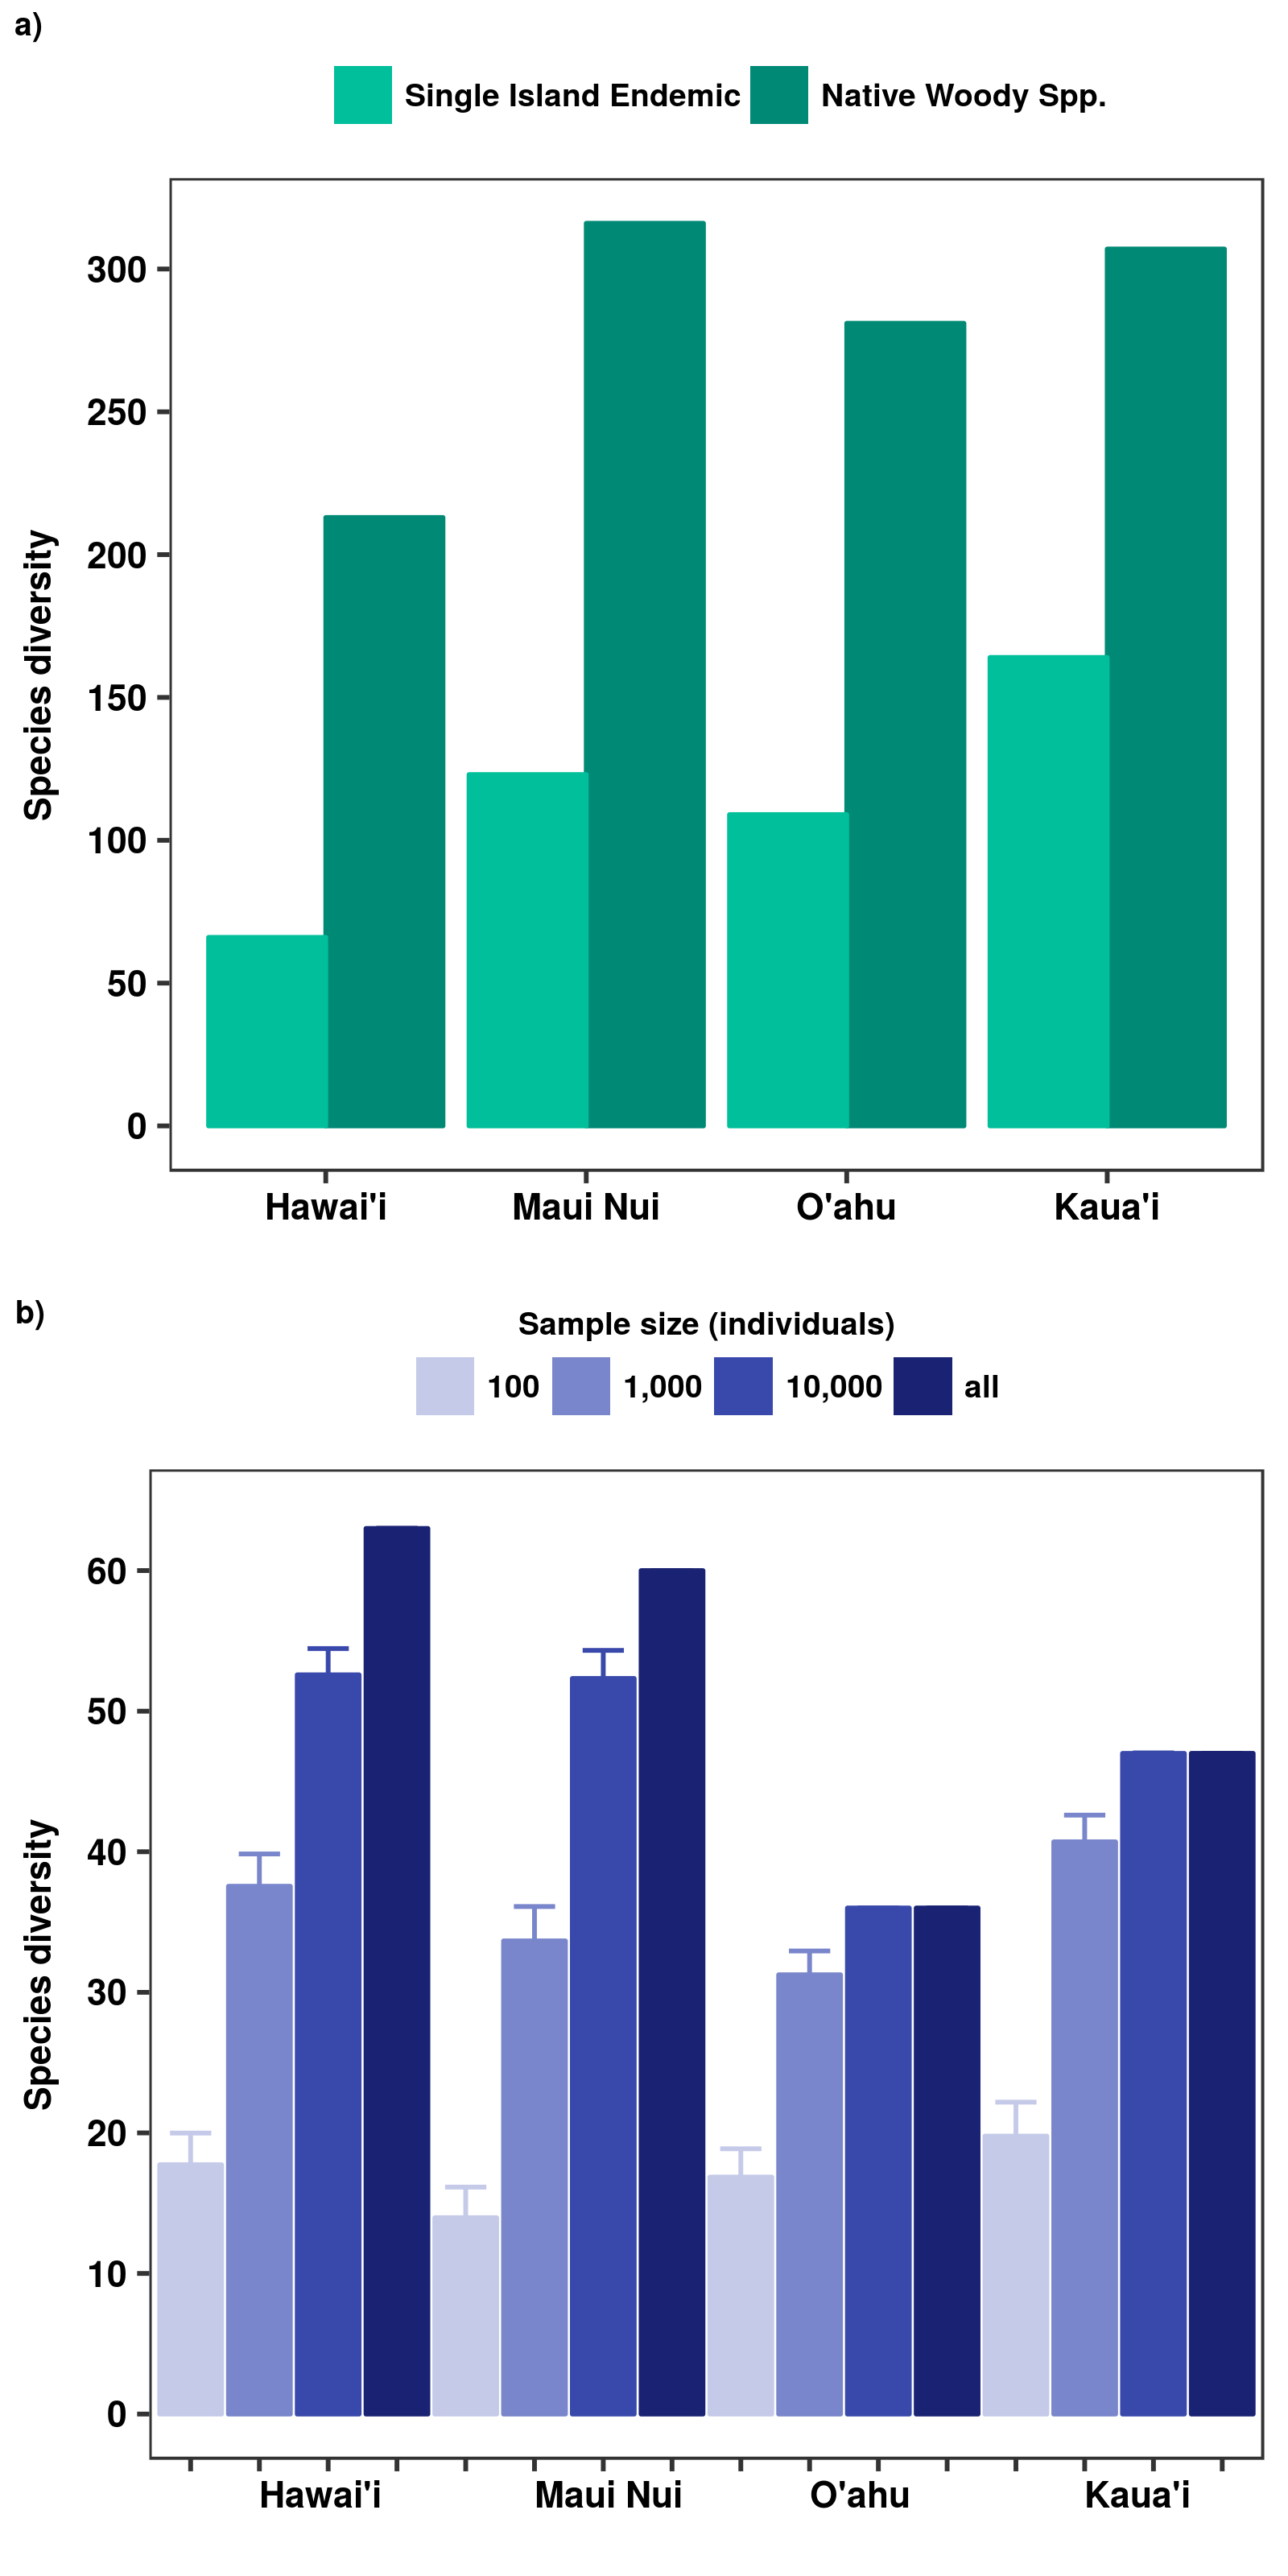 a)
Single Island Endemic Native Woody Spp.
300
250
200
150
100
50
0
Species diversity
Hawai'i Maui Nui O'ahu Kaua'i
b)
Sample size (individuals)
100 1,000 10,000 all
60
50
40
30
20
10
0
Species diversity
Hawai'i Maui Nui O'ahu Kaua'i